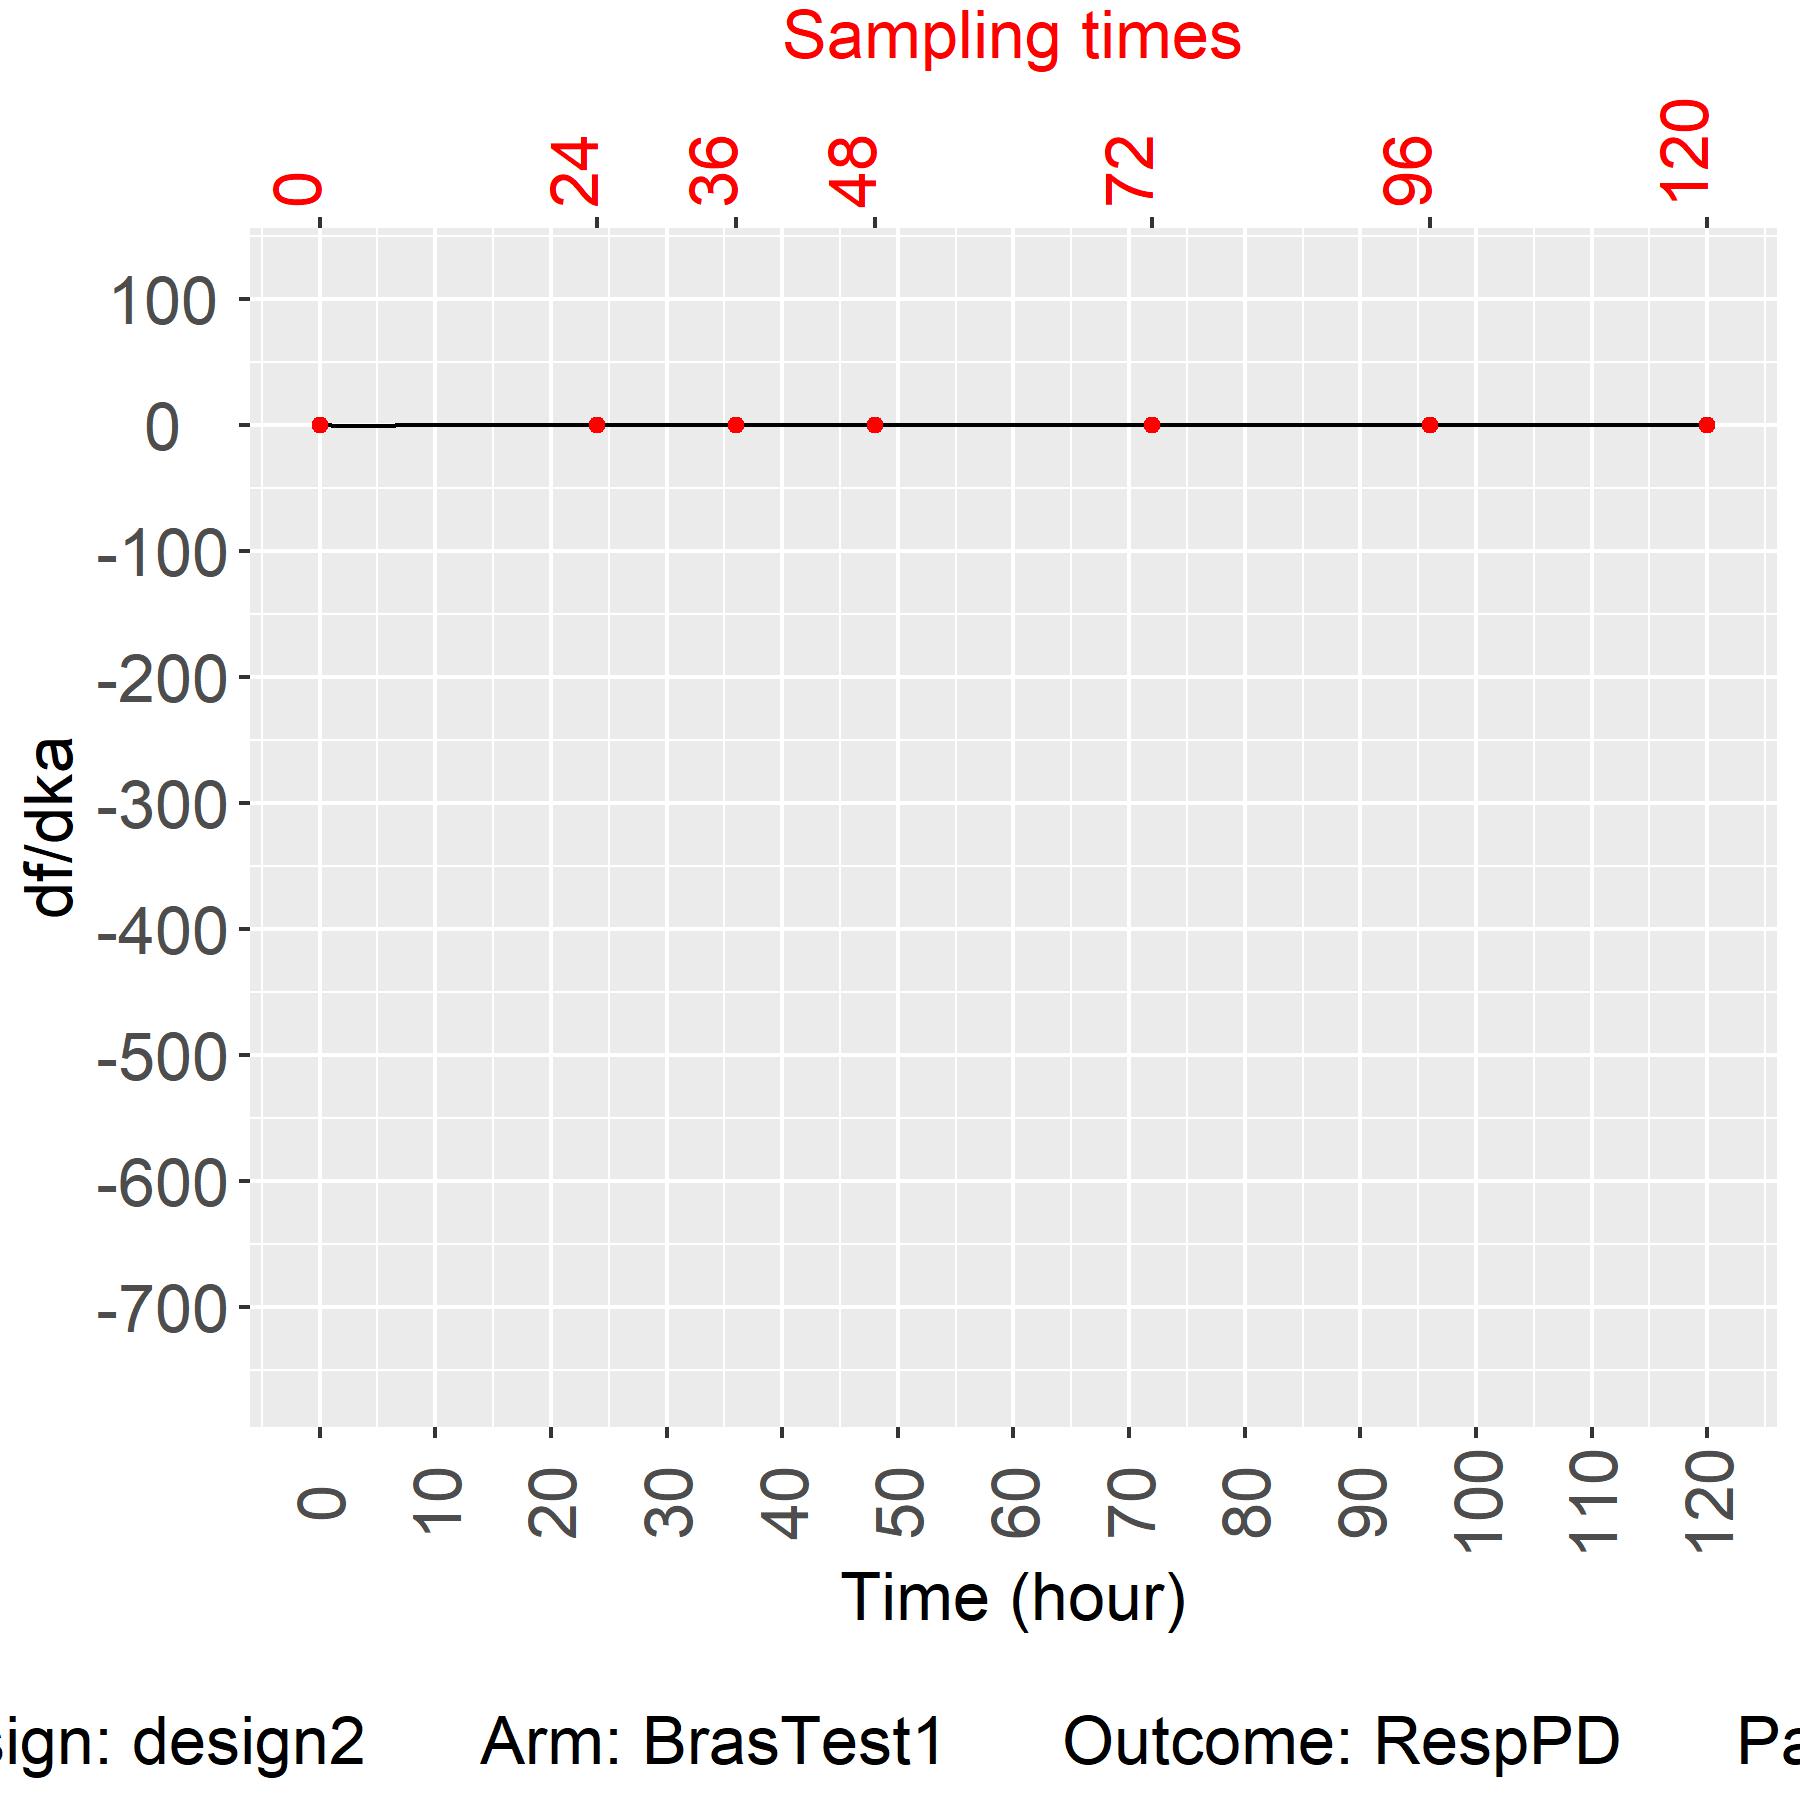 Sampling times
0 24 36 48 72 96 120
100
0
-100
-200
-300
-400
-500
-600
-700
df/dka
0 10 20 30 40 50 60 70 80 90 100 110 120
Time (hour)
sign: design2 Arm: BrasTest1 Outcome: RespPD Pa